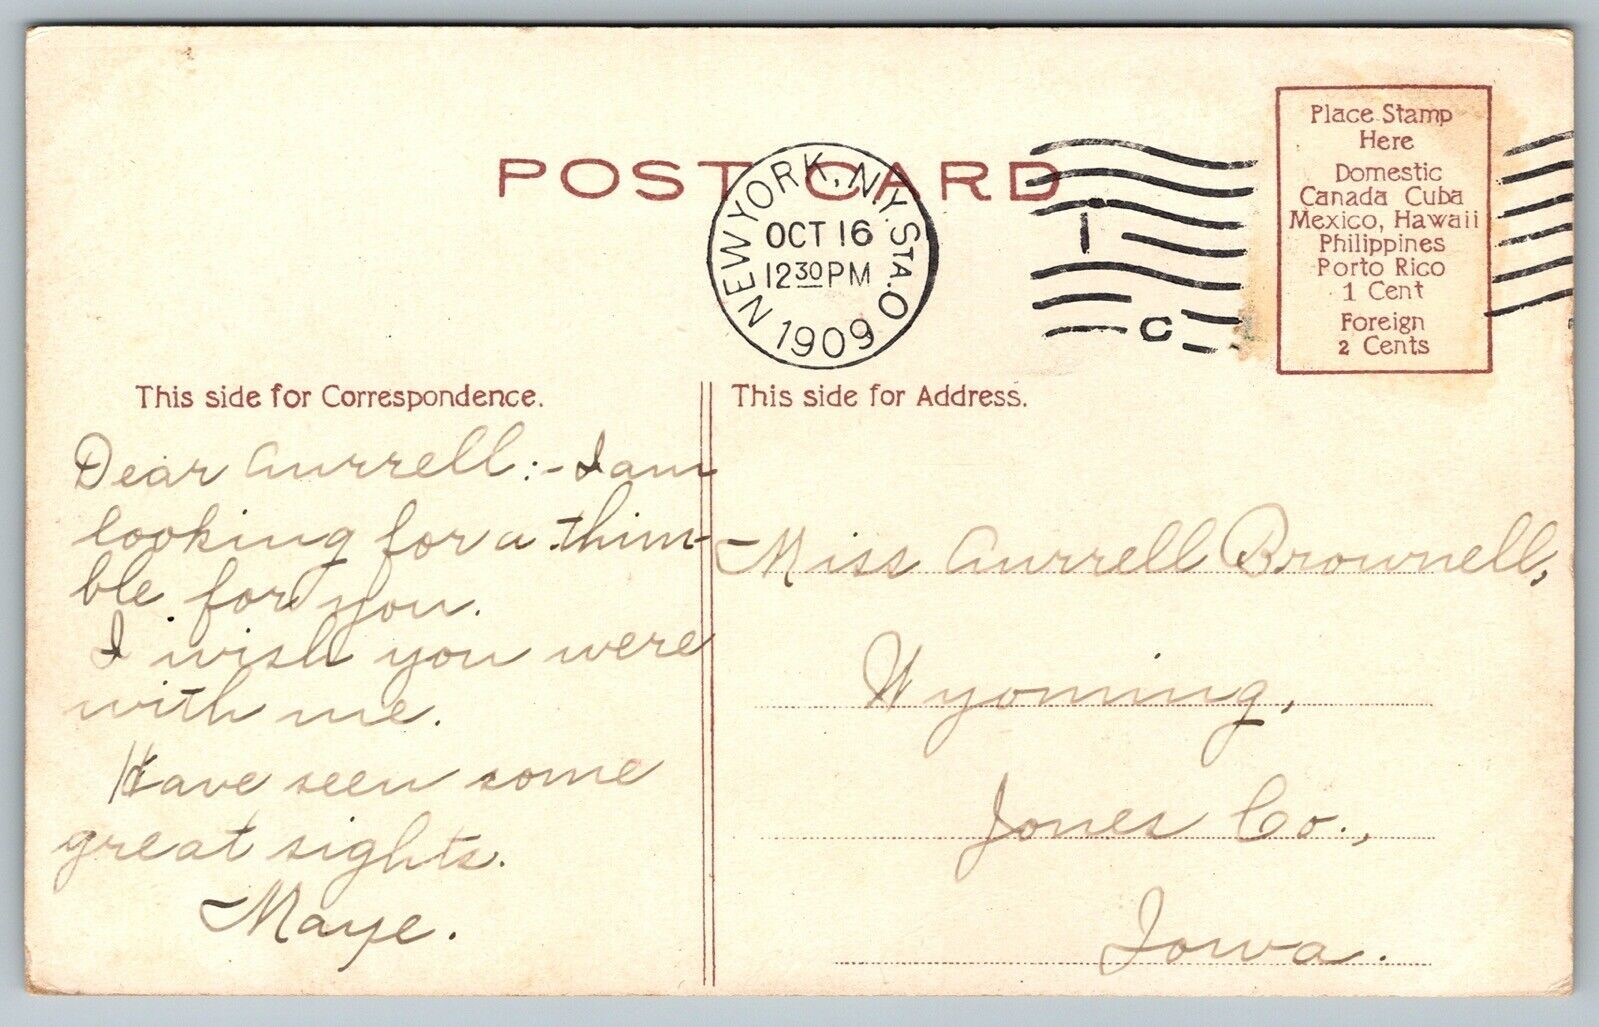 POST CARD
NEW YORK, N.Y. STA. O
OCT 16
12 30 PM
1909
I
C
Place Stamp
Here
Domestic
Canada Cuba
Mexico, Hawaii
Philippines
Porto Rico
1 Cent
Foreign
2 Cents
This side for Correspondence.
Dear Aurrell:- I am
looking for a thim-
ble for you.
I wish you were
with me.
Have seen some
great sights.
Maye.
This side for Address.
Miss Aurrell Brownell,
Wyoming,
Jones Co.,
Iowa.